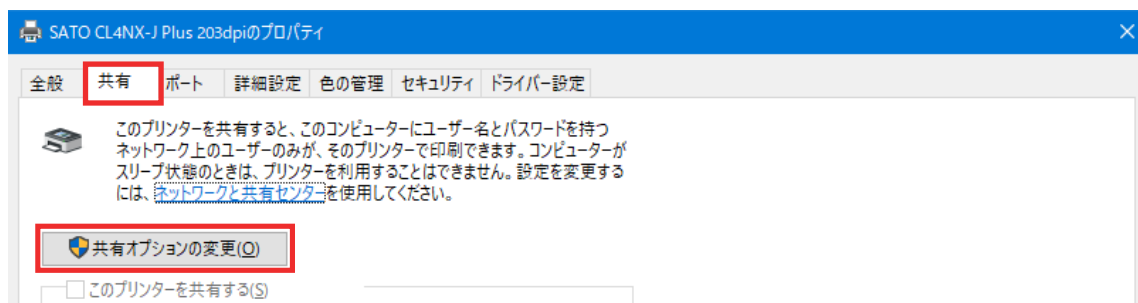 SATO CL4NX-J Plus 203dpiのプロパティ
全般 共有 ポート 詳細設定 色の管理 セキュリティ ドライバー設定
このプリンターを共有すると、このコンピューターにユーザー名とパスワードを持つ
ネットワーク上のユーザーのみが、そのプリンターで印刷できます。コンピューターが
スリープ状態のときは、プリンターを利用することはできません。設定を変更する
には、ネットワークと共有センターを使用してください。
共有オプションの変更(O)
このプリンターを共有する(S)